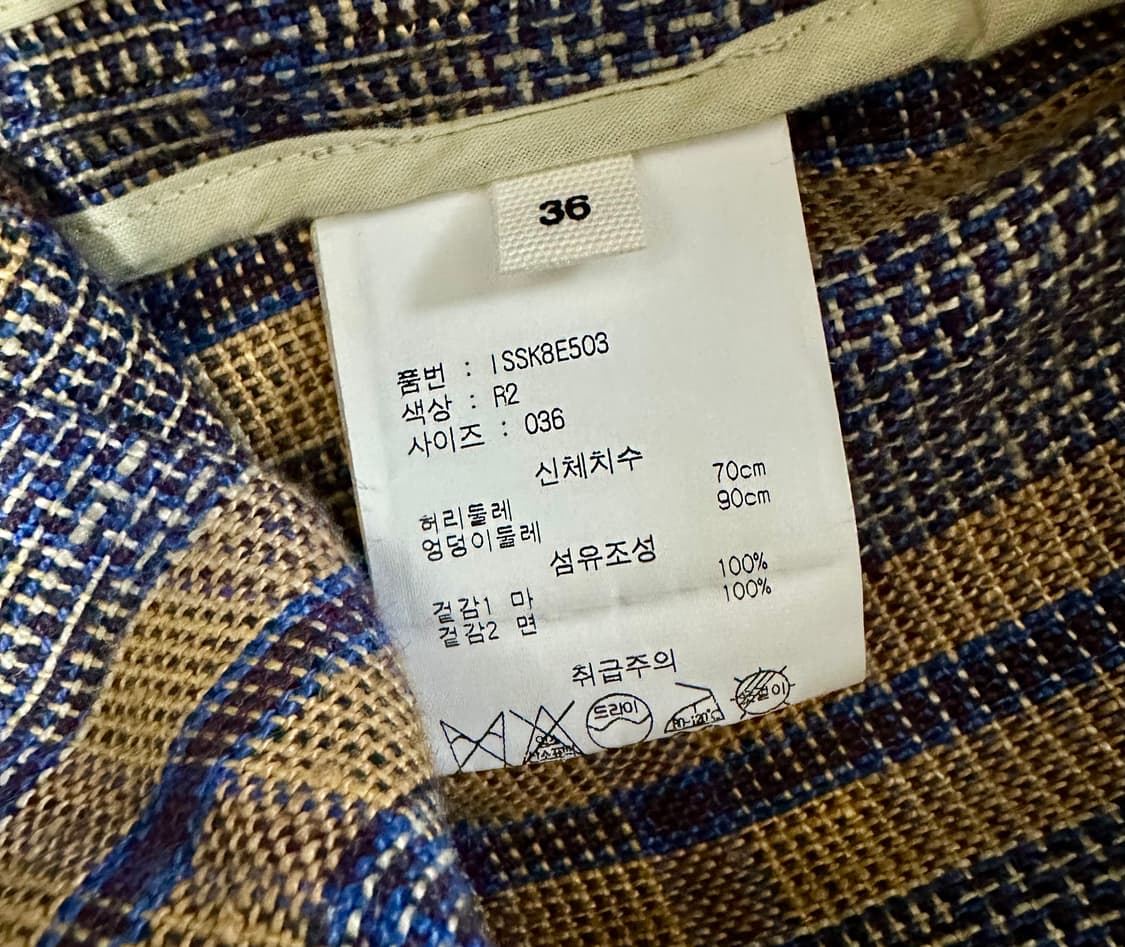 36
품번 : ISSK8E503
색상 : R2
사이즈 : 036
신체치수
허리둘레 70cm
엉덩이둘레 90cm
섬유조성
겉감1 마 100%
겉감2 면 100%
취급주의
드라이